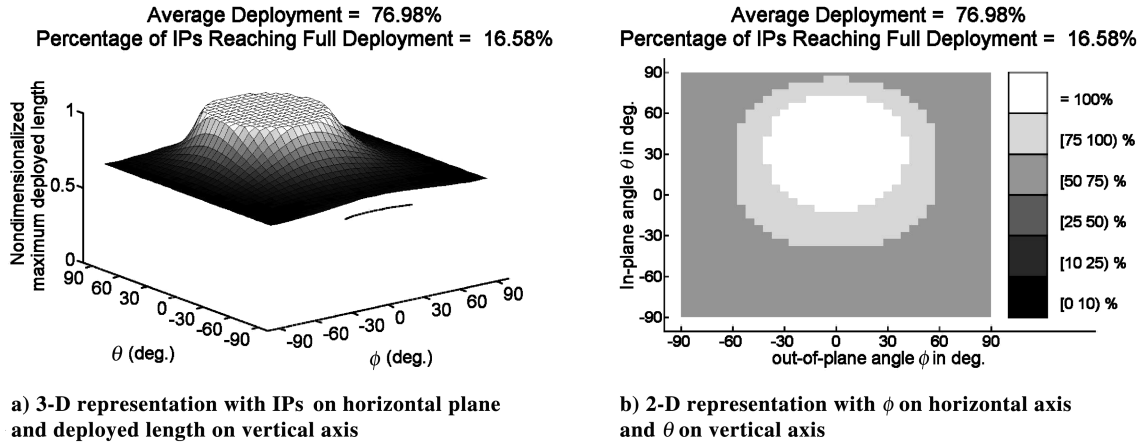 Average Deployment = 76.98%
Percentage of IPs Reaching Full Deployment = 16.58%
Nondimensionalized
maximum deployed length
1
0.5
0
90
60
30
0
-30
-60
-90
θ (deg.)
-90
-60
-30
0
30
60
90
ϕ (deg.)
a) 3-D representation with IPs on horizontal plane
and deployed length on vertical axis
Average Deployment = 76.98%
Percentage of IPs Reaching Full Deployment = 16.58%
In-plane angle θ in deg.
90
60
30
0
-30
-60
-90
-90 -60 -30 0 30 60 90
out-of-plane angle ϕ in deg.
= 100%
[75 100) %
[50 75) %
[25 50) %
[10 25) %
[0 10) %
b) 2-D representation with ϕ on horizontal axis
and θ on vertical axis